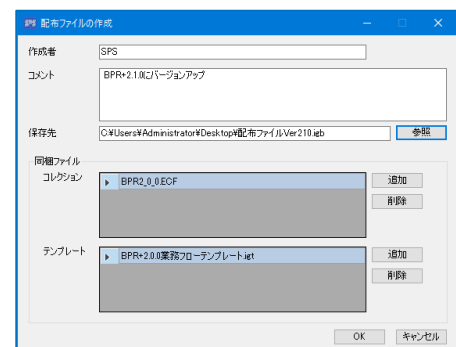 SPS 配布ファイルの作成
作成者 SPS
コメント BPR+2.1.0にバージョンアップ
保存先 C:¥Users¥Administrator¥Desktop¥配布ファイルVer210.igb 参照
同梱ファイル
コレクション BPR2_0_0.ECF 追加
削除
テンプレート BPR+2.0.0業務フローテンプレート.igt 追加
削除
OK キャンセル